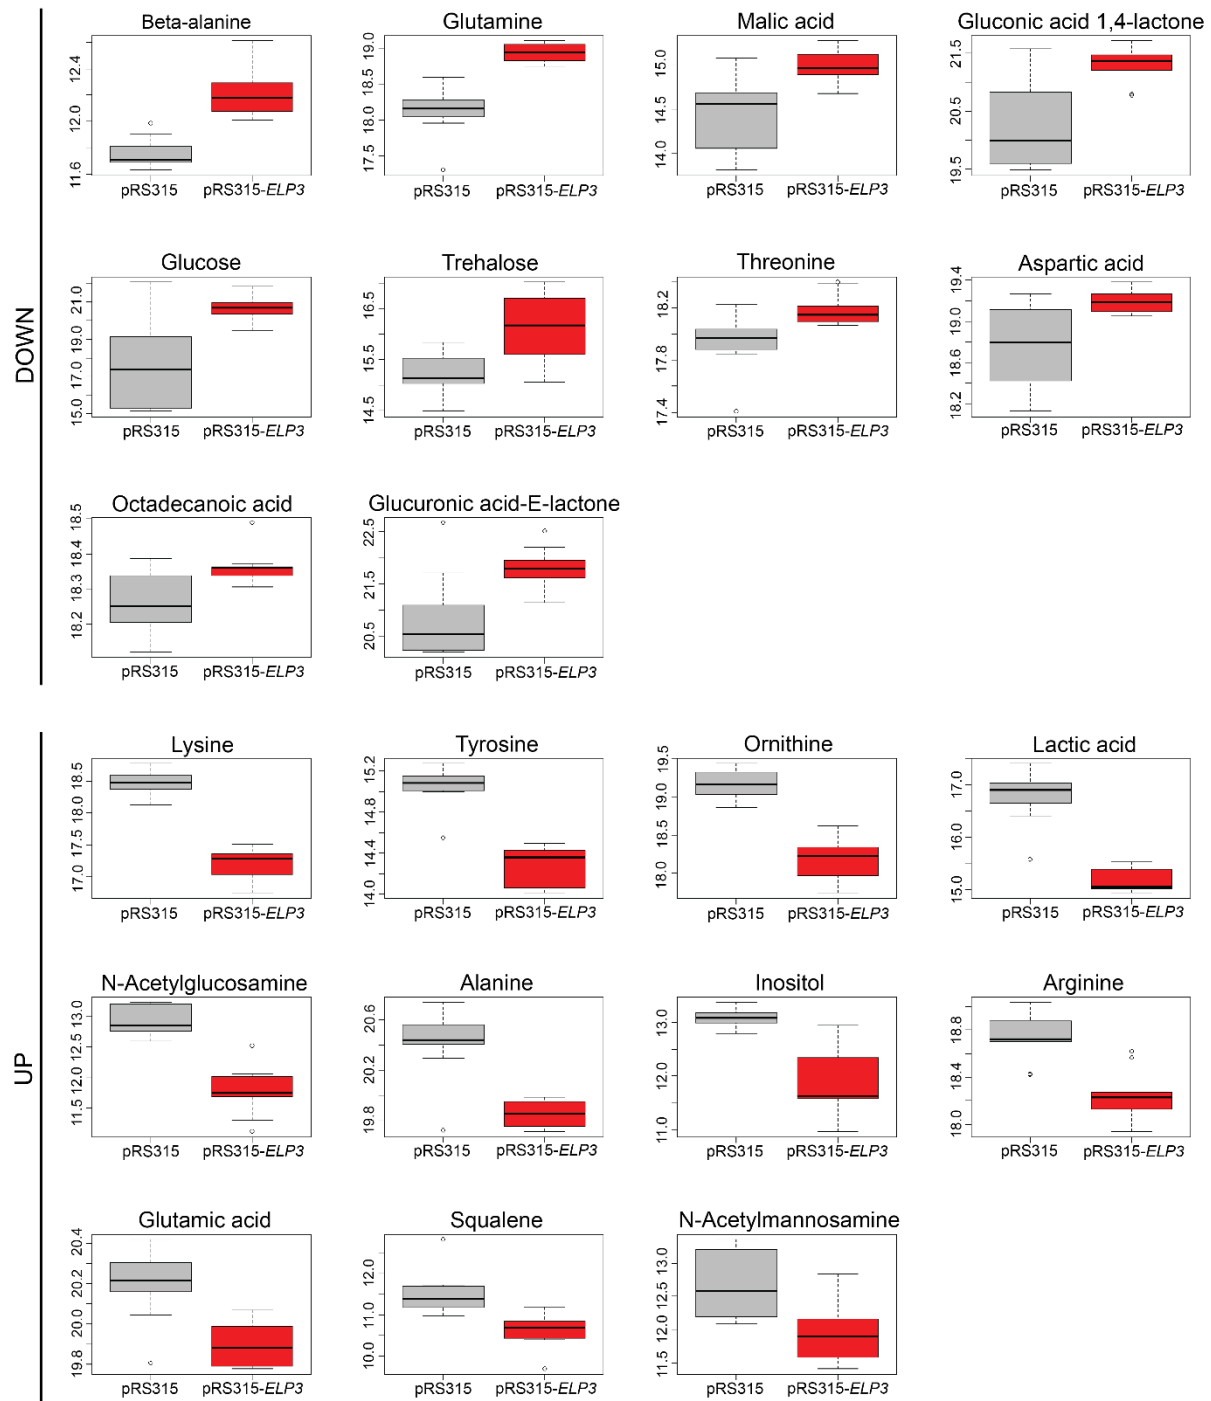 DOWN
Beta-alanine Glutamine Malic acid Gluconic acid 1,4-lactone
11.6 12.0 12.4
17.5 18.0 18.5 19.0
14.0 14.5 15.0
19.5 20.5 21.5
pRS315 pRS315-ELP3 pRS315 pRS315-ELP3 pRS315 pRS315-ELP3 pRS315 pRS315-ELP3
Glucose Trehalose Threonine Aspartic acid
15.0 17.0 19.0 21.0
14.5 15.5 16.5
17.4 17.8 18.2
18.2 18.6 19.0 19.4
pRS315 pRS315-ELP3 pRS315 pRS315-ELP3 pRS315 pRS315-ELP3 pRS315 pRS315-ELP3
Octadecanoic acid Glucuronic acid-E-lactone
18.2 18.3 18.4 18.5
20.5 21.5 22.5
pRS315 pRS315-ELP3 pRS315 pRS315-ELP3
UP
Lysine Tyrosine Ornithine Lactic acid
17.0 17.5 18.0 18.5
14.0 14.4 14.8 15.2
18.0 18.5 19.0 19.5
15.0 16.0 17.0
pRS315 pRS315-ELP3 pRS315 pRS315-ELP3 pRS315 pRS315-ELP3 pRS315 pRS315-ELP3
N-Acetylglucosamine Alanine Inositol Arginine
11.5 12.0 12.5 13.0
19.8 20.2 20.6
11.0 12.0 13.0
18.0 18.4 18.8
pRS315 pRS315-ELP3 pRS315 pRS315-ELP3 pRS315 pRS315-ELP3 pRS315 pRS315-ELP3
Glutamic acid Squalene N-Acetylmannosamine
19.8 20.2 20.4
10.0 11.0 12.0
11.5 12.0 12.5 13.0
pRS315 pRS315-ELP3 pRS315 pRS315-ELP3 pRS315 pRS315-ELP3